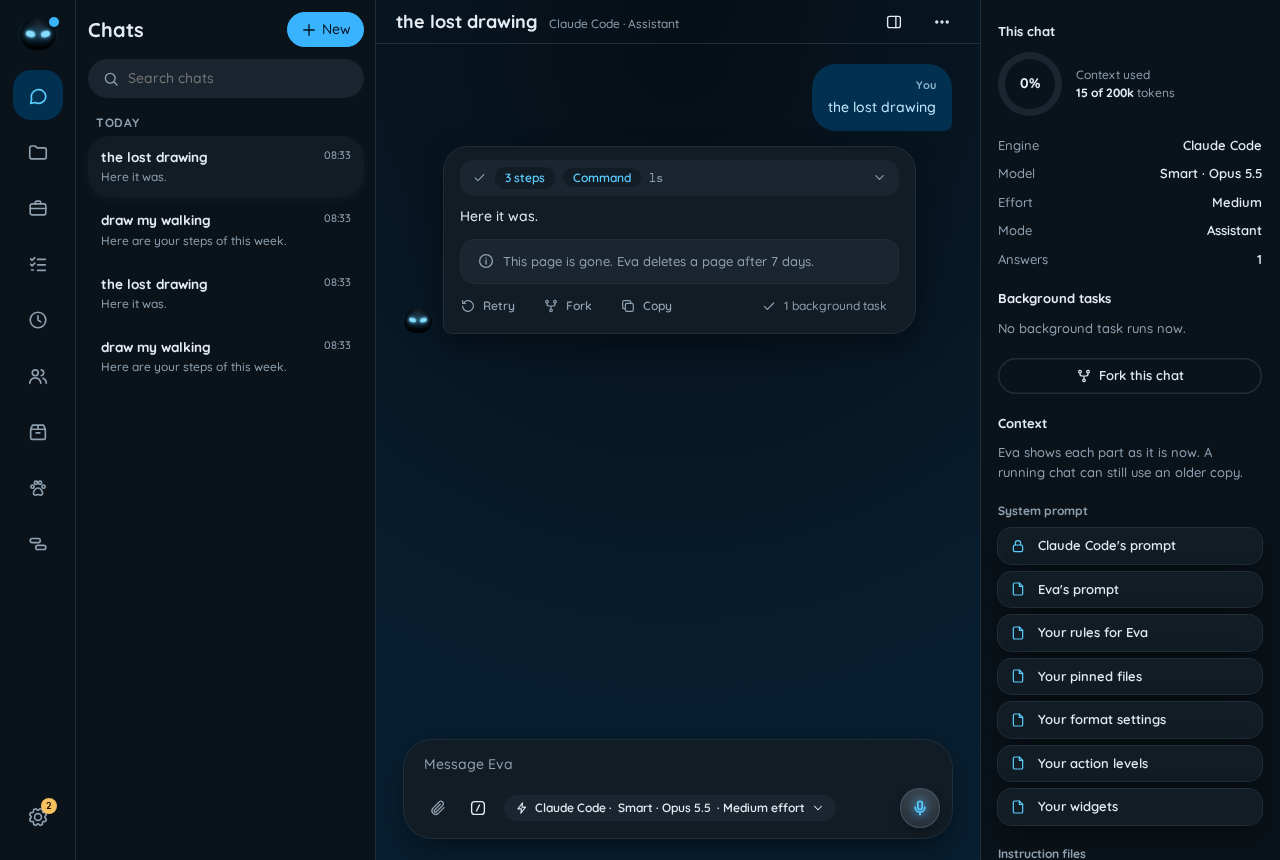 Chats
New
Search chats
TODAY
the lost drawing 08:33
Here it was.
draw my walking 08:33
Here are your steps of this week.
the lost drawing 08:33
Here it was.
draw my walking 08:33
Here are your steps of this week.
2
the lost drawing Claude Code · Assistant
You
the lost drawing
3 steps Command 1s
Here it was.
This page is gone. Eva deletes a page after 7 days.
Retry Fork Copy 1 background task
Message Eva
Claude Code · Smart · Opus 5.5 · Medium effort
This chat
0%
Context used
15 of 200k tokens
Engine Claude Code
Model Smart · Opus 5.5
Effort Medium
Mode Assistant
Answers 1
Background tasks
No background task runs now.
Fork this chat
Context
Eva shows each part as it is now. A
running chat can still use an older copy.
System prompt
Claude Code's prompt
Eva's prompt
Your rules for Eva
Your pinned files
Your format settings
Your action levels
Your widgets
Instruction files